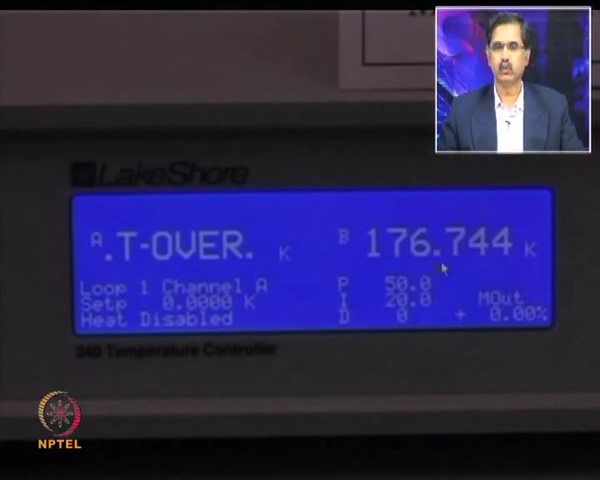 LakeShore
A .T-OVER. K B 176.744 K
Loop 1 Channel A P 50.0
Setp 0.0000 K I 20.0 MOut
Heat Disabled D 0 + 0.00%
340 Temperature Controller
NPTEL